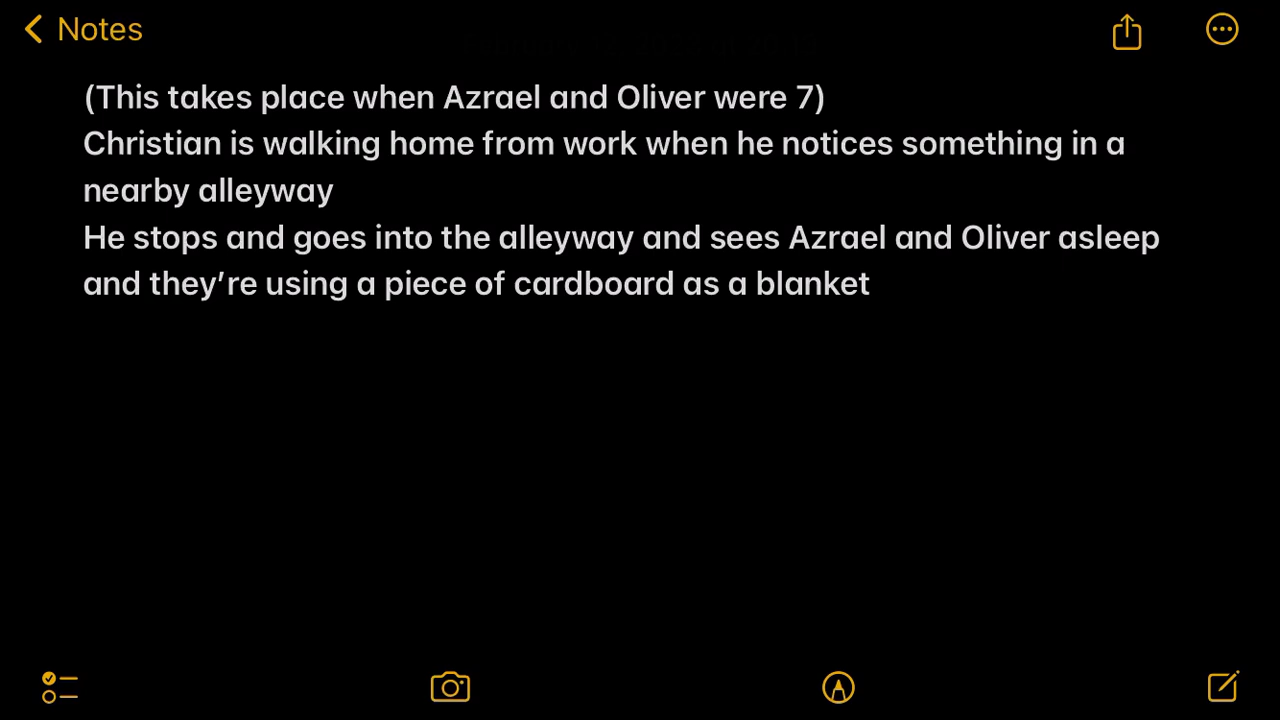 Notes
(This takes place when Azrael and Oliver were 7)
Christian is walking home from work when he notices something in a
nearby alleyway
He stops and goes into the alleyway and sees Azrael and Oliver asleep
and they’re using a piece of cardboard as a blanket